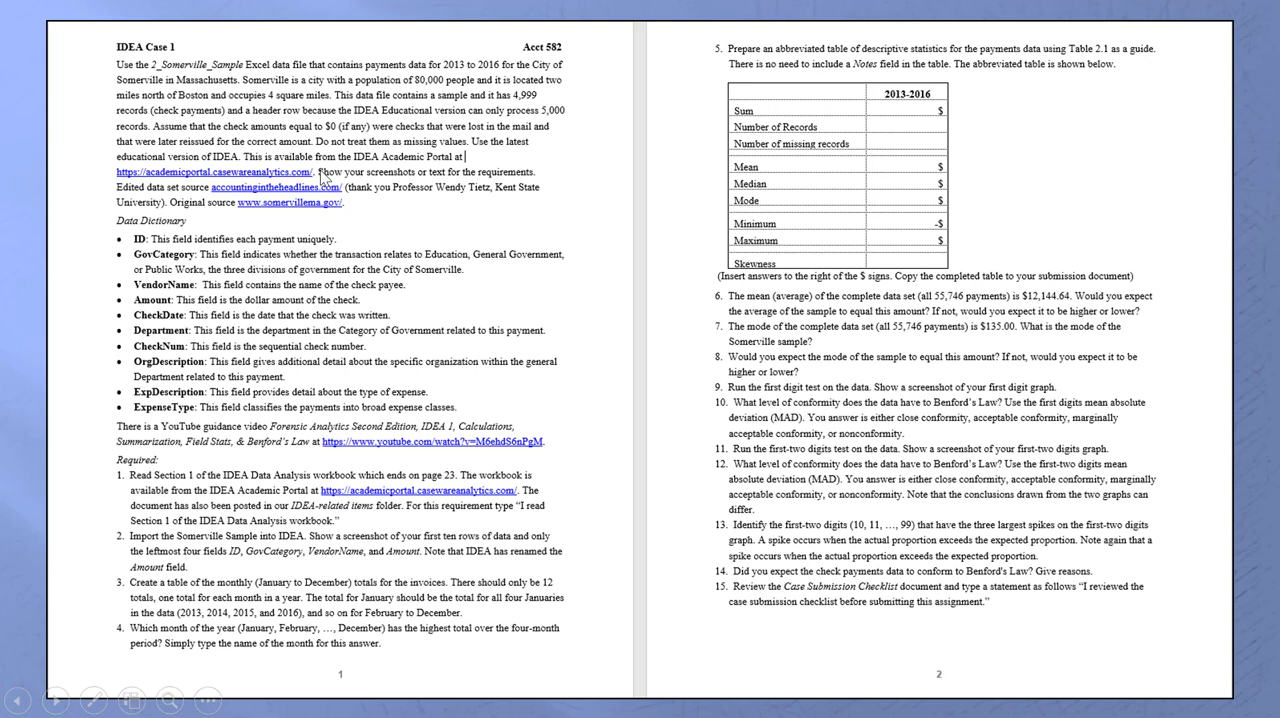 IDEA Case 1 Acct 582
Use the 2_Somerville_Sample Excel data file that contains payments data for 2013 to 2016 for the City of
Somerville in Massachusetts. Somerville is a city with a population of 80,000 people and it is located two
miles north of Boston and occupies 4 square miles. This data file contains a sample and it has 4,999
records (check payments) and a header row because the IDEA Educational version can only process 5,000
records. Assume that the check amounts equal to $0 (if any) were checks that were lost in the mail and
that were later reissued for the correct amount. Do not treat them as missing values. Use the latest
educational version of IDEA. This is available from the IDEA Academic Portal at
https://academicportal.casewareanalytics.com/. Show your screenshots or text for the requirements.
Edited data set source accountingintheheadlines.com/ (thank you Professor Wendy Tietz, Kent State
University). Original source www.somervillema.gov/.
Data Dictionary
• ID: This field identifies each payment uniquely.
• GovCategory: This field indicates whether the transaction relates to Education, General Government,
or Public Works, the three divisions of government for the City of Somerville.
• VendorName: This field contains the name of the check payee.
• Amount: This field is the dollar amount of the check.
• CheckDate: This field is the date that the check was written.
• Department: This field is the department in the Category of Government related to this payment.
• CheckNum: This field is the sequential check number.
• OrgDescription: This field gives additional detail about the specific organization within the general
Department related to this payment.
• ExpDescription: This field provides detail about the type of expense.
• ExpenseType: This field classifies the payments into broad expense classes.
There is a YouTube guidance video Forensic Analytics Second Edition, IDEA 1, Calculations,
Summarization, Field Stats, & Benford's Law at https://www.youtube.com/watch?v=M6ehdS6nPgM.
Required:
1. Read Section 1 of the IDEA Data Analysis workbook which ends on page 23. The workbook is
available from the IDEA Academic Portal at https://academicportal.casewareanalytics.com/. The
document has also been posted in our IDEA-related items folder. For this requirement type "I read
Section 1 of the IDEA Data Analysis workbook."
2. Import the Somerville Sample into IDEA. Show a screenshot of your first ten rows of data and only
the leftmost four fields ID, GovCategory, VendorName, and Amount. Note that IDEA has renamed the
Amount field.
3. Create a table of the monthly (January to December) totals for the invoices. There should only be 12
totals, one total for each month in a year. The total for January should be the total for all four Januaries
in the data (2013, 2014, 2015, and 2016), and so on for February to December.
4. Which month of the year (January, February, …, December) has the highest total over the four-month
period? Simply type the name of the month for this answer.
1
5. Prepare an abbreviated table of descriptive statistics for the payments data using Table 2.1 as a guide.
There is no need to include a Notes field in the table. The abbreviated table is shown below.
2013-2016
Sum $
Number of Records
Number of missing records
Mean $
Median $
Mode $
Minimum -$
Maximum $
Skewness
(Insert answers to the right of the $ signs. Copy the completed table to your submission document)
6. The mean (average) of the complete data set (all 55,746 payments) is $12,144.64. Would you expect
the average of the sample to equal this amount? If not, would you expect it to be higher or lower?
7. The mode of the complete data set (all 55,746 payments) is $135.00. What is the mode of the
Somerville sample?
8. Would you expect the mode of the sample to equal this amount? If not, would you expect it to be
higher or lower?
9. Run the first digit test on the data. Show a screenshot of your first digit graph.
10. What level of conformity does the data have to Benford's Law? Use the first digits mean absolute
deviation (MAD). You answer is either close conformity, acceptable conformity, marginally
acceptable conformity, or nonconformity.
11. Run the first-two digits test on the data. Show a screenshot of your first-two digits graph.
12. What level of conformity does the data have to Benford's Law? Use the first-two digits mean
absolute deviation (MAD). You answer is either close conformity, acceptable conformity, marginally
acceptable conformity, or nonconformity. Note that the conclusions drawn from the two graphs can
differ.
13. Identify the first-two digits (10, 11, …, 99) that have the three largest spikes on the first-two digits
graph. A spike occurs when the actual proportion exceeds the expected proportion. Note again that a
spike occurs when the actual proportion exceeds the expected proportion.
14. Did you expect the check payments data to conform to Benford's Law? Give reasons.
15. Review the Case Submission Checklist document and type a statement as follows "I reviewed the
case submission checklist before submitting this assignment."
2